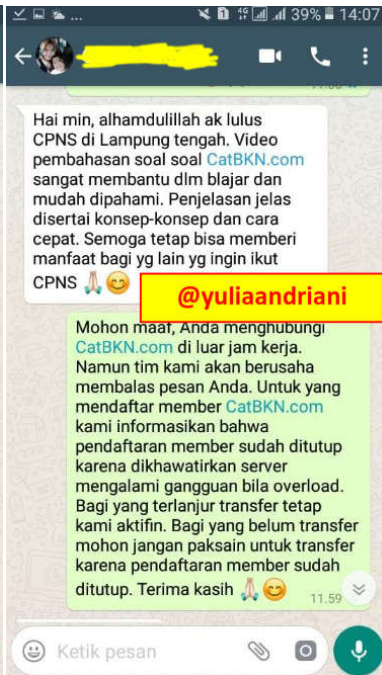 ... 4G 39% 14:07
Hai min, alhamdulillah ak lulus
CPNS di Lampung tengah. Video
pembahasan soal soal CatBKN.com
sangat membantu dlm blajar dan
mudah dipahami. Penjelasan jelas
disertai konsep-konsep dan cara
cepat. Semoga tetap bisa memberi
manfaat bagi yg lain yg ingin ikut
CPNS 🙏🏻 😊
@yuliaandriani
Mohon maaf, Anda menghubungi
CatBKN.com di luar jam kerja.
Namun tim kami akan berusaha
membalas pesan Anda. Untuk yang
mendaftar member CatBKN.com
kami informasikan bahwa
pendaftaran member sudah ditutup
karena dikhawatirkan server
mengalami gangguan bila overload.
Bagi yang terlanjur transfer tetap
kami aktifin. Bagi yang belum transfer
mohon jangan paksain untuk transfer
karena pendaftaran member sudah
ditutup. Terima kasih 🙏🏻 😊
11.59
Ketik pesan